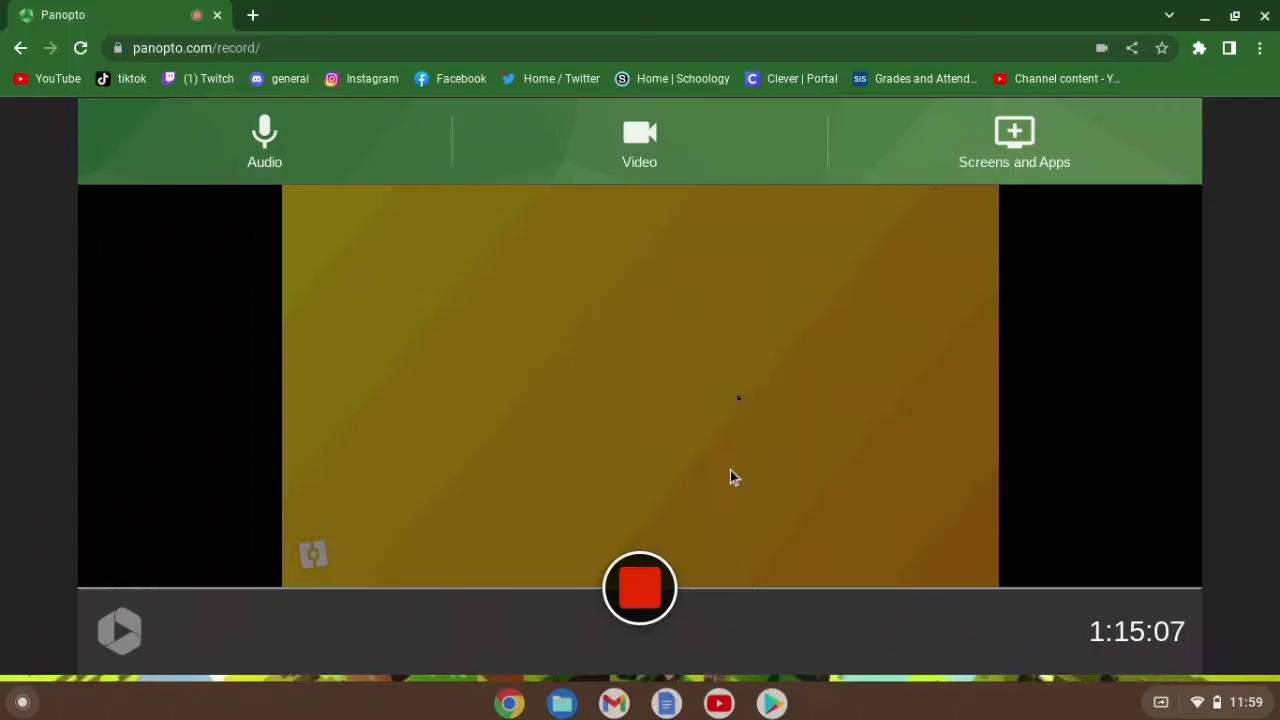 Panopto
panopto.com/record/
YouTube tiktok (1) Twitch general Instagram Facebook Home / Twitter Home | Schoology Clever | Portal SIS Grades and Attend... Channel content - Y...
Audio Video Screens and Apps
1:15:07
11:59